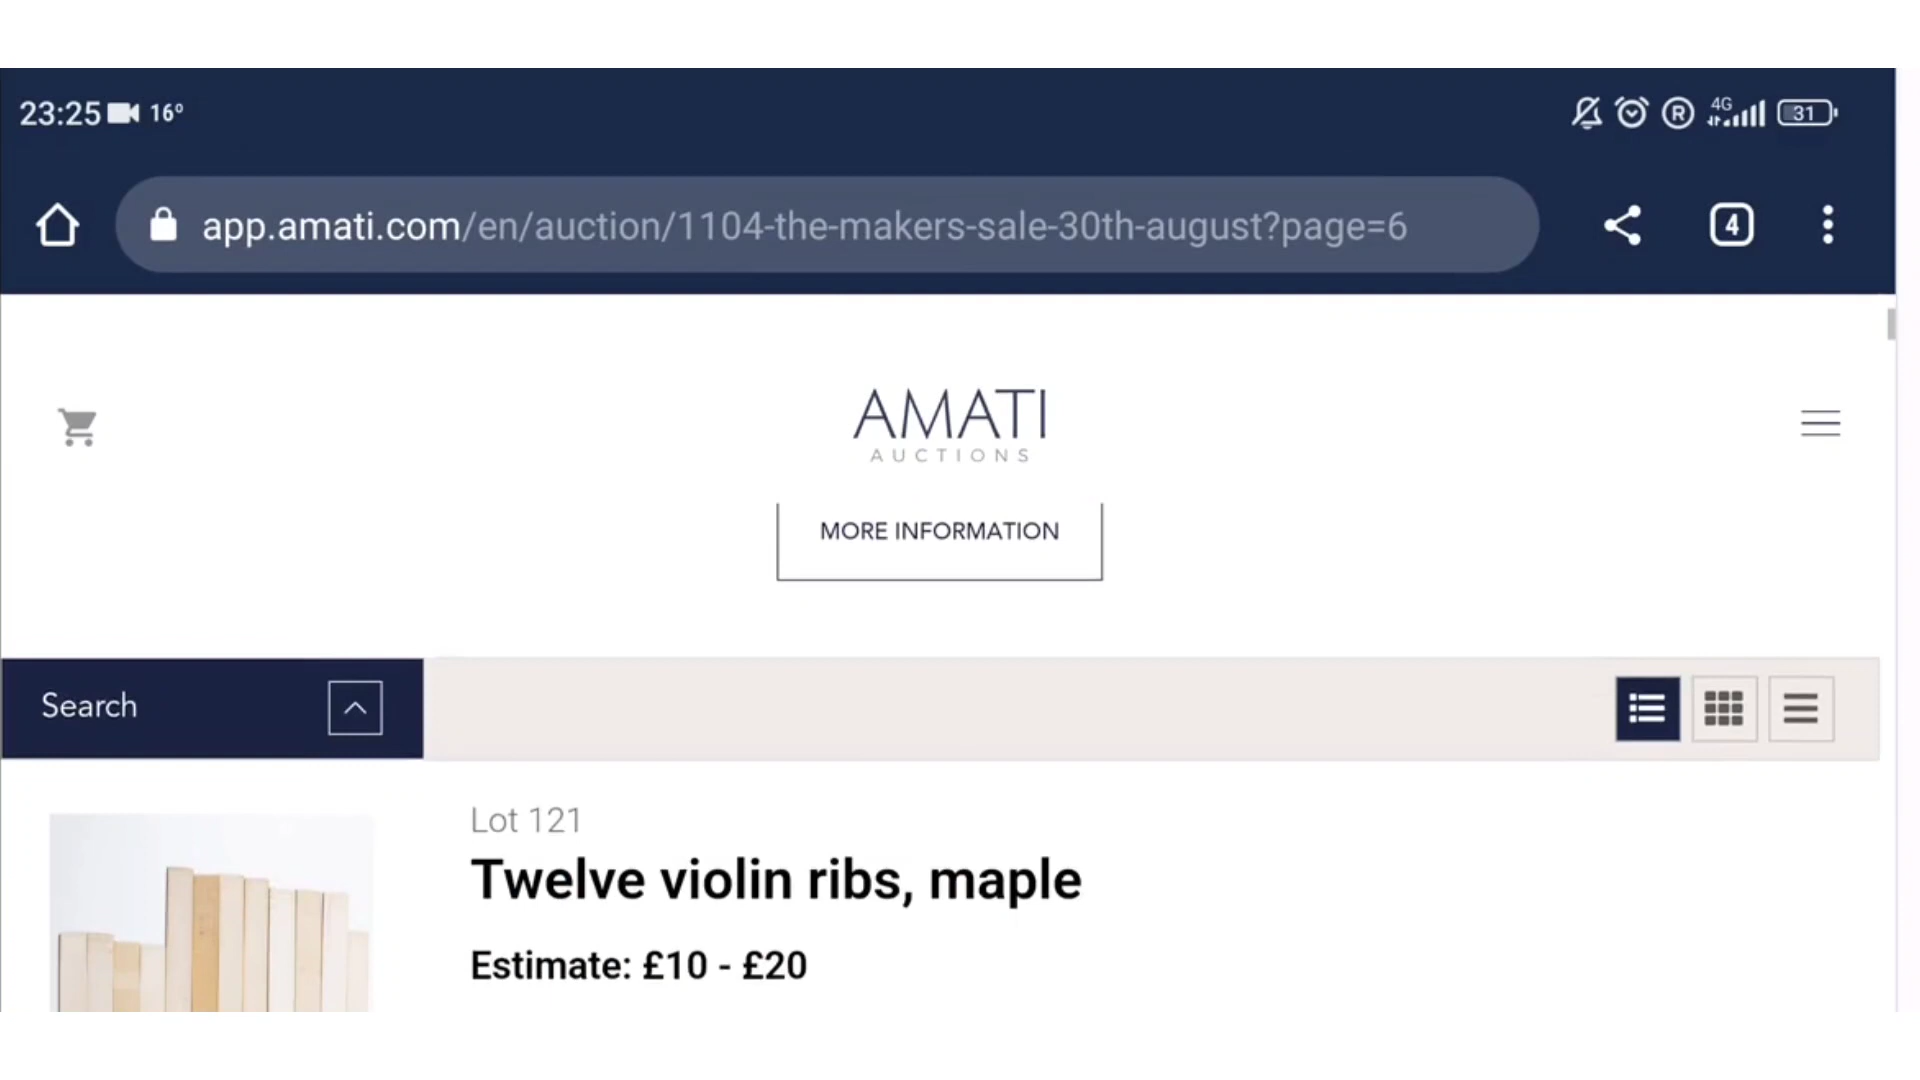 23:25 16° 4G 31
app.amati.com/en/auction/1104-the-makers-sale-30th-august?page=6 4
AMATI
AUCTIONS
MORE INFORMATION
Search
Lot 121
Twelve violin ribs, maple
Estimate: £10 - £20